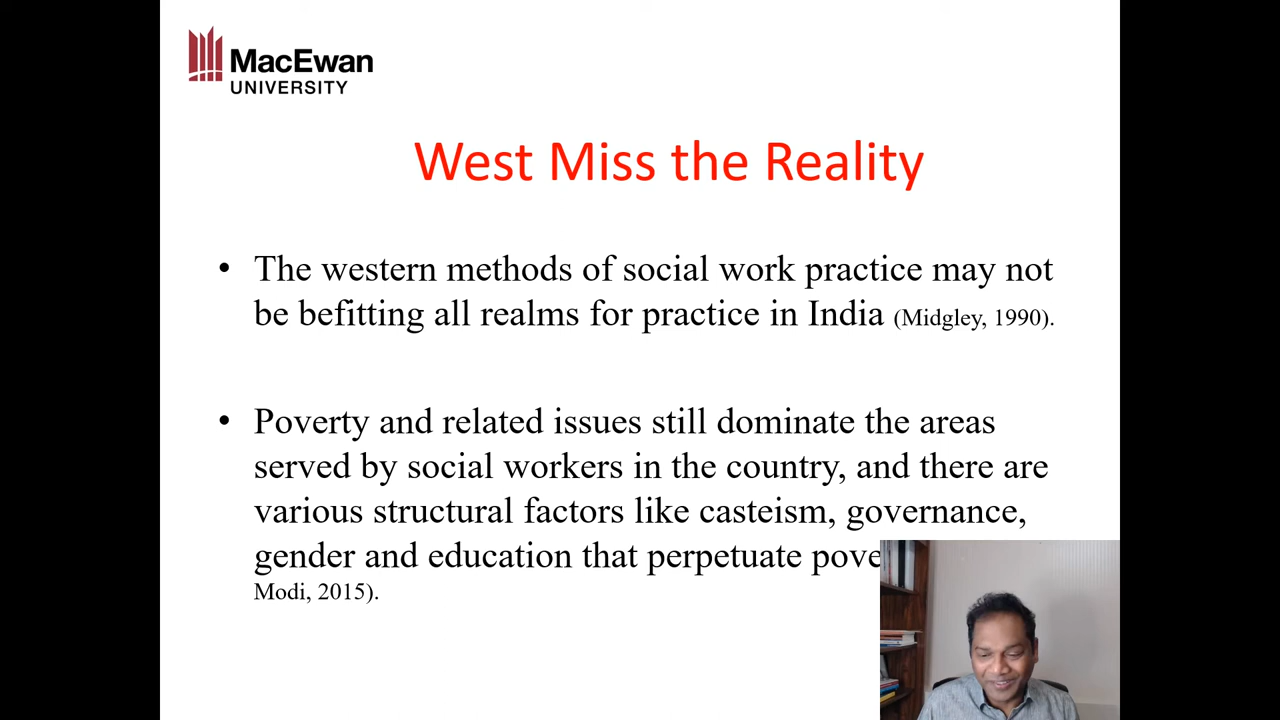 MacEwan
UNIVERSITY
West Miss the Reality
• The western methods of social work practice may not
be befitting all realms for practice in India (Midgley, 1990).
• Poverty and related issues still dominate the areas
served by social workers in the country, and there are
various structural factors like casteism, governance,
gender and education that perpetuate
Modi, 2015).